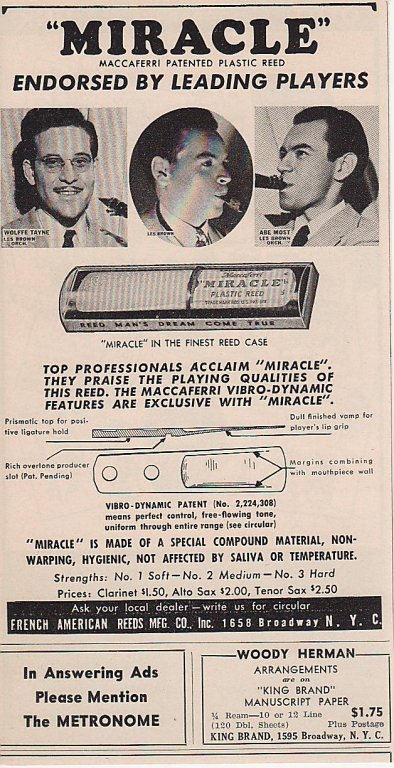 "MIRACLE"
MACCAFERRI PATENTED PLASTIC REED
ENDORSED BY LEADING PLAYERS
WOLFFE TAYNE
LES BROWN
ORCH.
LES BROWN
ABE MOST
LES BROWN
ORCH.
Maccaferri
"MIRACLE"
PLASTIC REED
REED MAN'S DREAM COME TRUE
"MIRACLE" IN THE FINEST REED CASE
TOP PROFESSIONALS ACCLAIM "MIRACLE".
THEY PRAISE THE PLAYING QUALITIES OF
THIS REED. THE MACCAFERRI VIBRO-DYNAMIC
FEATURES ARE EXCLUSIVE WITH "MIRACLE".
Prismatic top for posi-
tive ligature hold
Dull finished vamp for
player's lip grip
Rich overtone producer
slot (Pat. Pending)
Margins combining
with mouthpiece wall
VIBRO-DYNAMIC PATENT (No. 2,224,308)
means perfect control, free-flowing tone,
uniform through entire range (see circular)
"MIRACLE" IS MADE OF A SPECIAL COMPOUND MATERIAL, NON-
WARPING, HYGIENIC, NOT AFFECTED BY SALIVA OR TEMPERATURE.
Strengths: No. 1 Soft—No. 2 Medium—No. 3 Hard
Prices: Clarinet $1.50, Alto Sax $2.00, Tenor Sax $2.50
Ask your local dealer—write us for circular
FRENCH AMERICAN REEDS MFG. CO., Inc. 1658 Broadway N. Y. C.
In Answering Ads
Please Mention
The METRONOME
WOODY HERMAN
ARRANGEMENTS
are on
"KING BRAND"
MANUSCRIPT PAPER
¼ Ream—10 or 12 Line
(120 Dbl. Sheets)
$1.75
Plus Postage
KING BRAND, 1595 Broadway, N. Y. C.